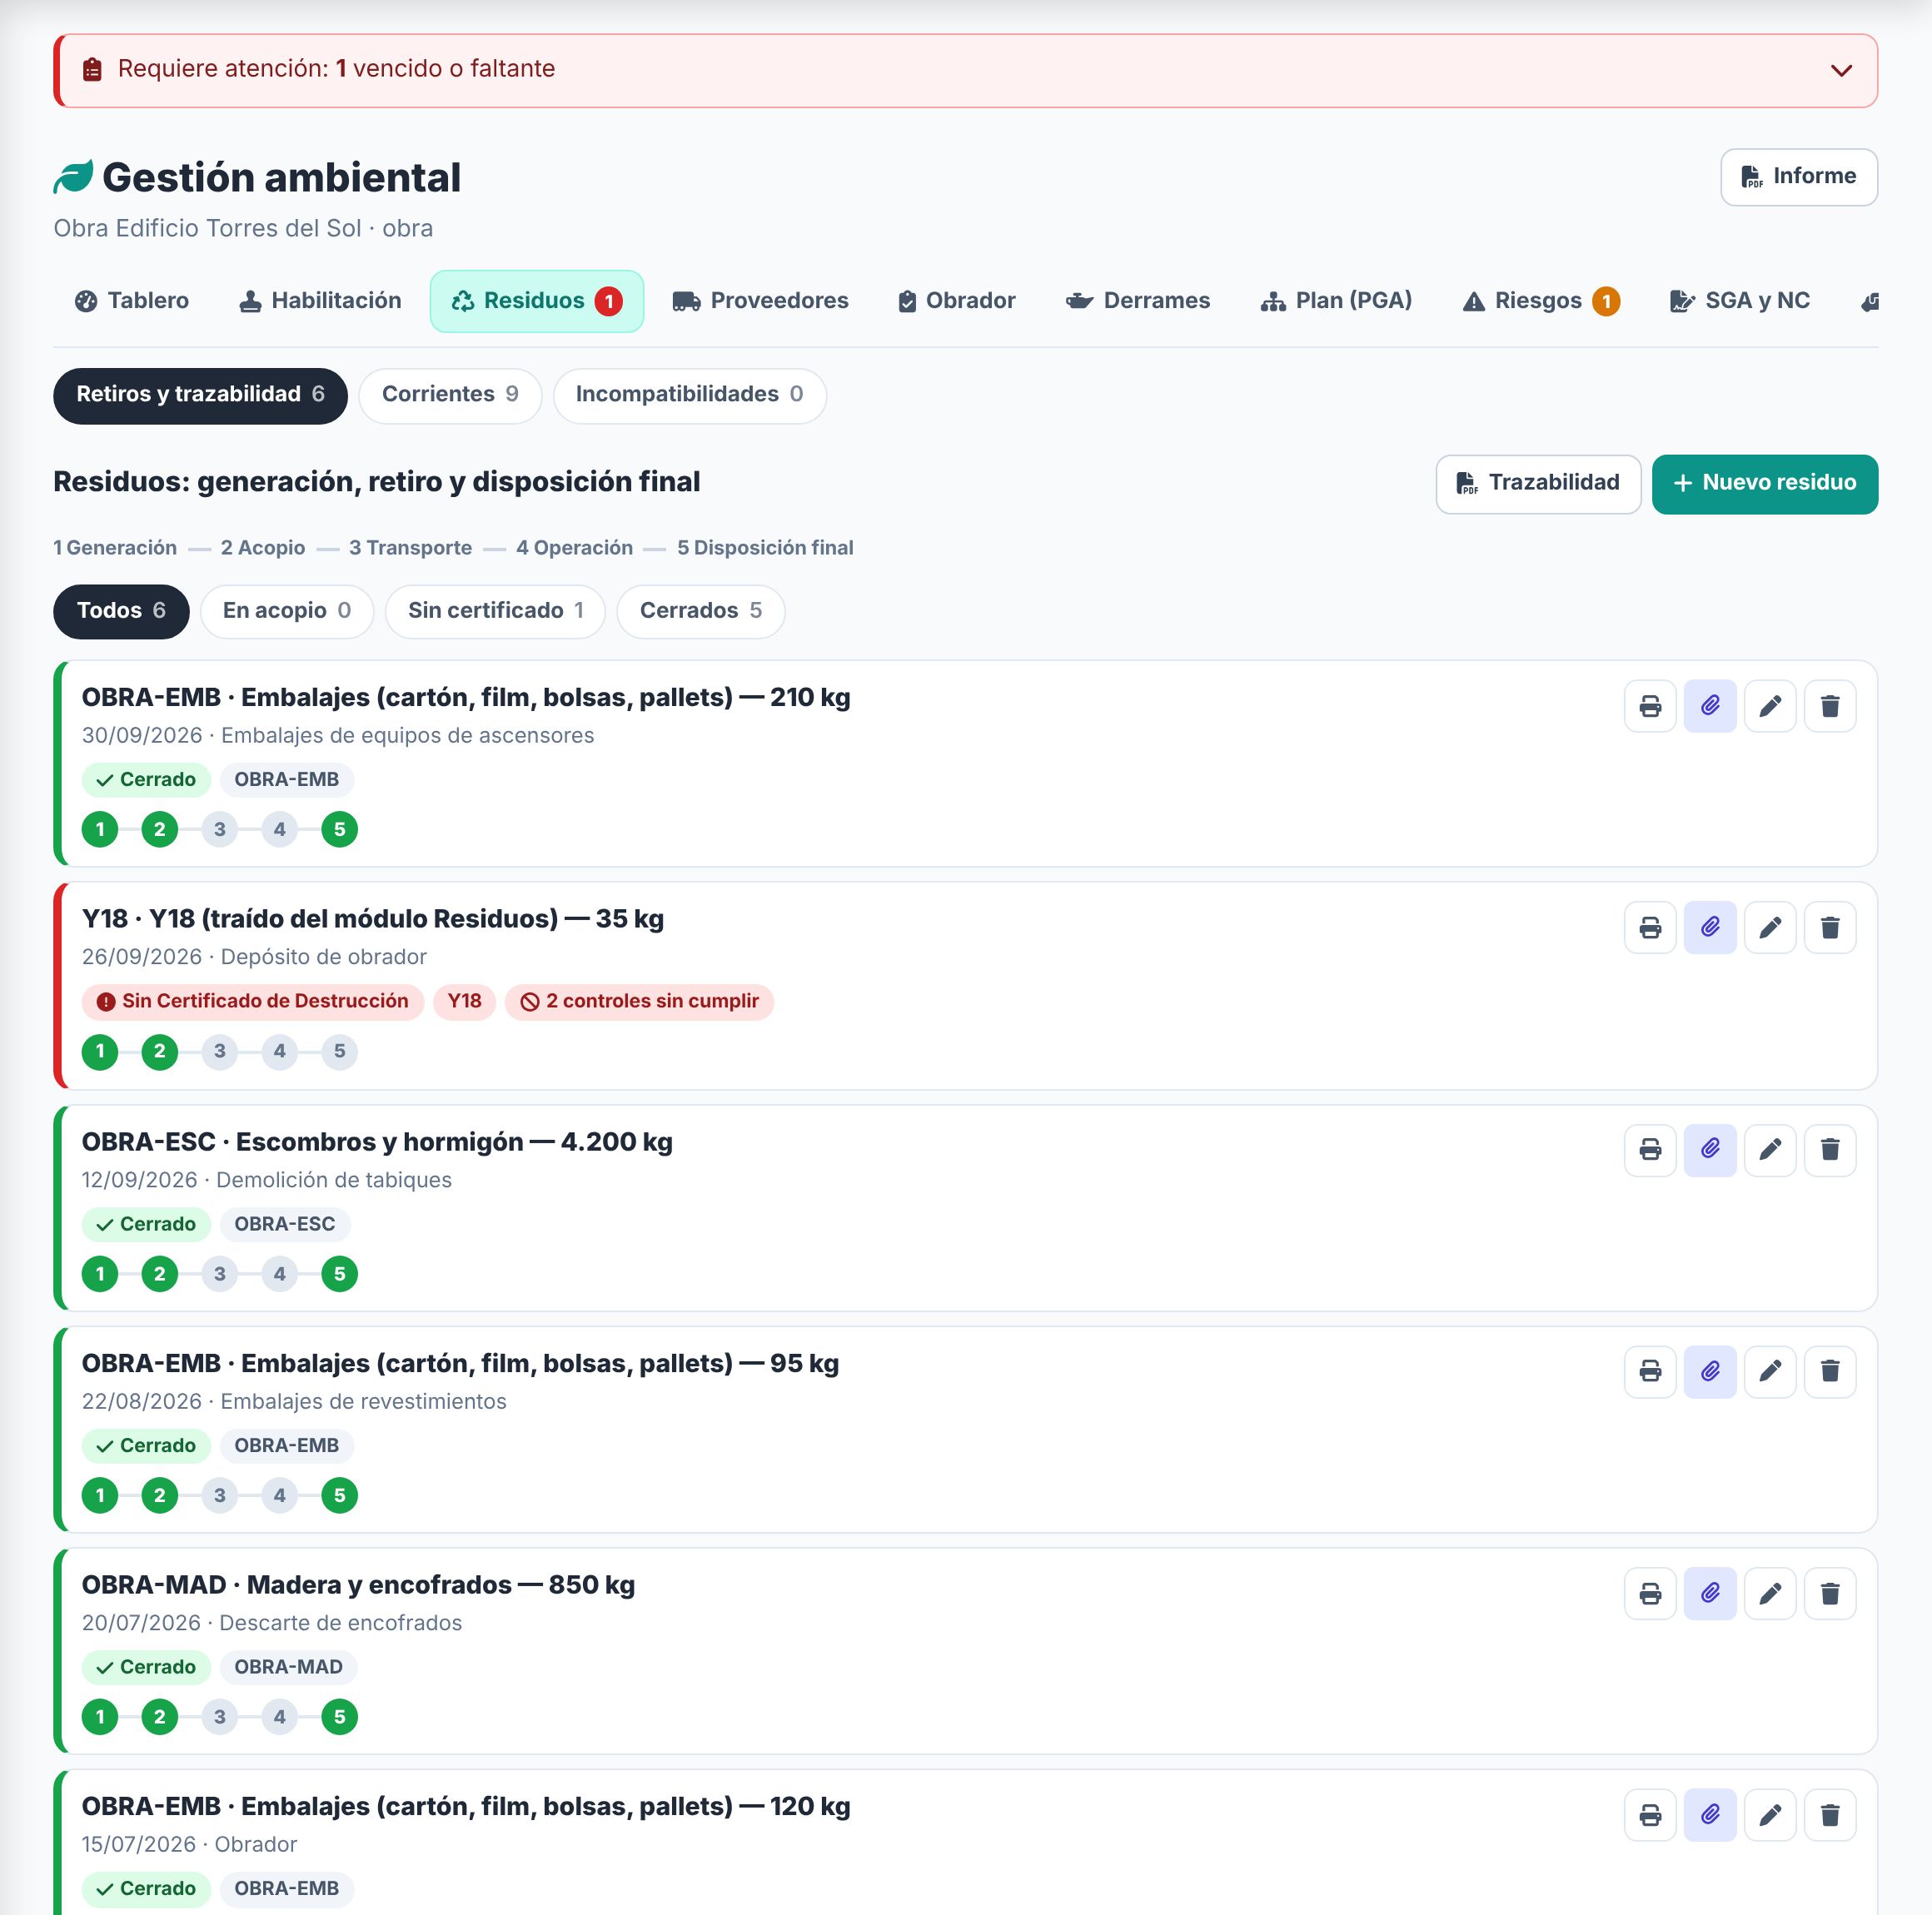 Requiere atención: 1 vencido o faltante
Gestión ambiental
Informe
Obra Edificio Torres del Sol · obra
Tablero Habilitación Residuos 1 Proveedores Obrador Derrames Plan (PGA) Riesgos 1 SGA y NC
Retiros y trazabilidad 6 Corrientes 9 Incompatibilidades 0
Residuos: generación, retiro y disposición final
Trazabilidad + Nuevo residuo
1 Generación — 2 Acopio — 3 Transporte — 4 Operación — 5 Disposición final
Todos 6 En acopio 0 Sin certificado 1 Cerrados 5
OBRA-EMB · Embalajes (cartón, film, bolsas, pallets) — 210 kg
30/09/2026 · Embalajes de equipos de ascensores
Cerrado OBRA-EMB
1 2 3 4 5
Y18 · Y18 (traído del módulo Residuos) — 35 kg
26/09/2026 · Depósito de obrador
Sin Certificado de Destrucción Y18 2 controles sin cumplir
1 2 3 4 5
OBRA-ESC · Escombros y hormigón — 4.200 kg
12/09/2026 · Demolición de tabiques
Cerrado OBRA-ESC
1 2 3 4 5
OBRA-EMB · Embalajes (cartón, film, bolsas, pallets) — 95 kg
22/08/2026 · Embalajes de revestimientos
Cerrado OBRA-EMB
1 2 3 4 5
OBRA-MAD · Madera y encofrados — 850 kg
20/07/2026 · Descarte de encofrados
Cerrado OBRA-MAD
1 2 3 4 5
OBRA-EMB · Embalajes (cartón, film, bolsas, pallets) — 120 kg
15/07/2026 · Obrador
Cerrado OBRA-EMB